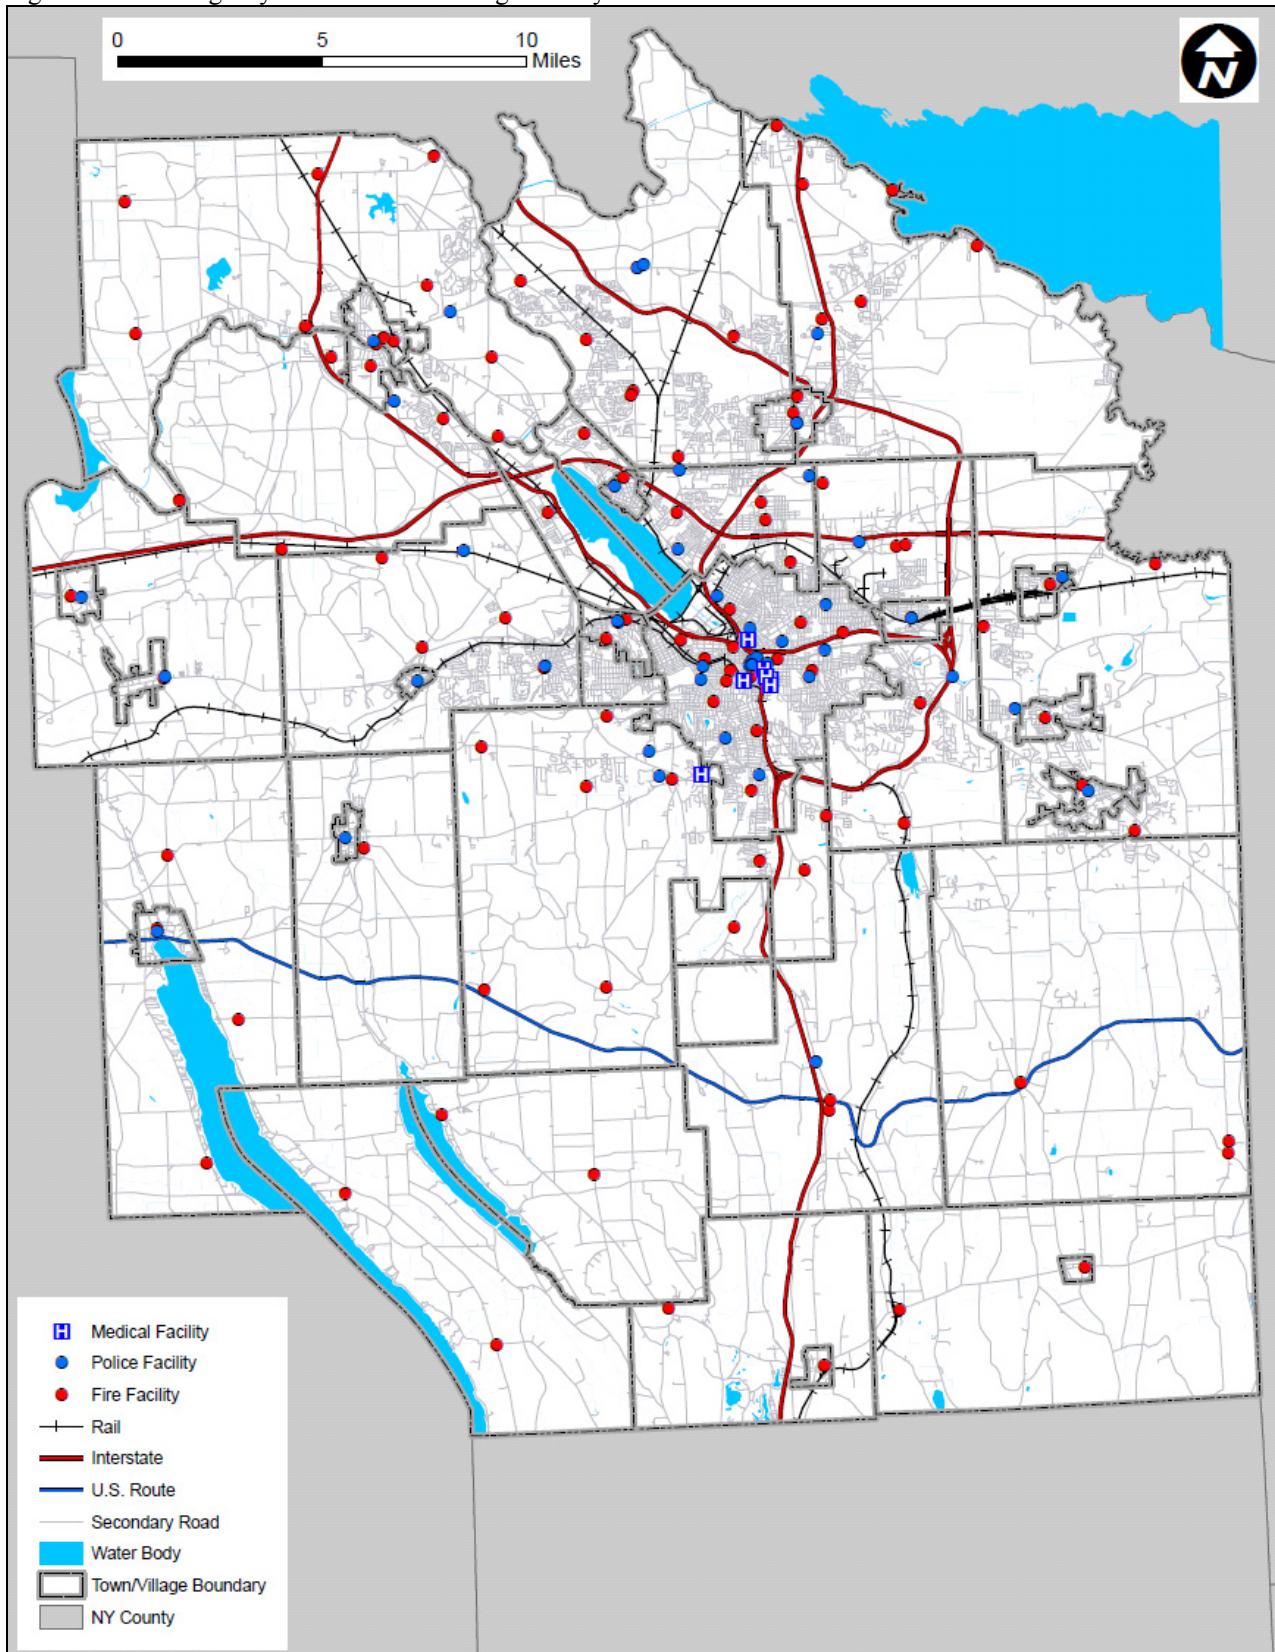 0 5 10
Miles
N
H
H
H
H
H
H Medical Facility
Police Facility
Fire Facility
Rail
Interstate
U.S. Route
Secondary Road
Water Body
Town/Village Boundary
NY County